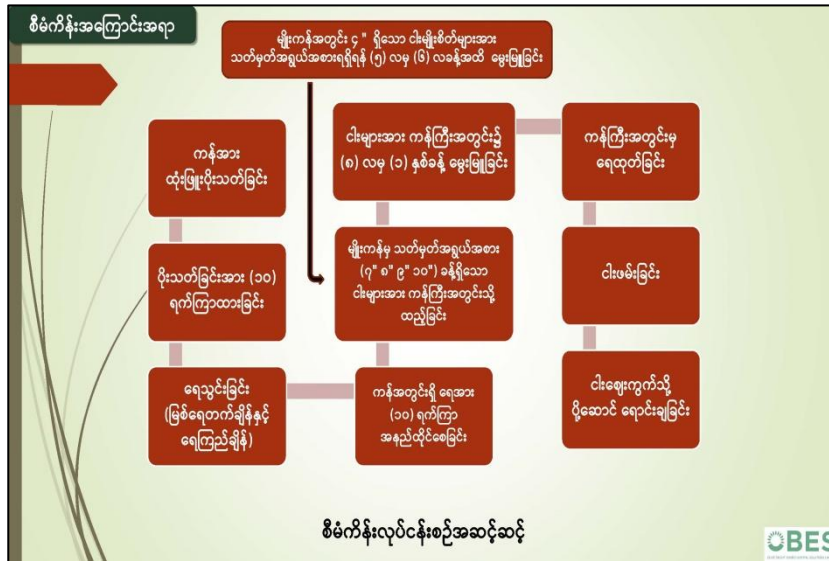 စီမံကိန်းအကြောင်းအရာ
မျိုးကန်အတွင်း ၄ " ရှိသော ငါးမျိုးစိတ်များအား
သတ်မှတ်အရွယ်အစားရရှိရန် (၅) လမှ (၆) လခန့်အထိ မွေးမြူခြင်း
ကန်အား
ထုံးဖြူးပိုးသတ်ခြင်း
ပိုးသတ်ခြင်းအား (၁၀)
ရက်ကြာထားခြင်း
ရေသွင်းခြင်း
(မြစ်ရေတက်ချိန်နှင့်
ရေကြည်ချိန်)
ကန်အတွင်းရှိ ရေအား
(၁၀) ရက်ကြာ
အနည်ထိုင်စေခြင်း
မျိုးကန်မှ သတ်မှတ်အရွယ်အစား
(၇" ၈" ၉" ၁၀") ခန့်ရှိသော
ငါးများအား ကန်ကြီးအတွင်းသို့
ထည့်ခြင်း
ငါးများအား ကန်ကြီးအတွင်း၌
(၈) လမှ (၁) နှစ်ခန့် မွေးမြူခြင်း
ကန်ကြီးအတွင်းမှ
ရေထုတ်ခြင်း
ငါးဖမ်းခြင်း
ငါးဈေးကွက်သို့
ပို့ဆောင် ရောင်းချခြင်း
စီမံကိန်းလုပ်ငန်းစဉ်အဆင့်ဆင့်
BES